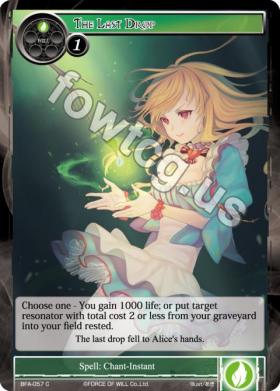 The Last Drop
WILL
1
fowtcg.us
Choose one - You gain 1000 life; or put target
resonator with total cost 2 or less from your graveyard
into your field rested.
The last drop fell to Alice's hands.
Spell: Chant-Instant
BFA-057 C
©FORCE OF WILL Co.,Ltd.